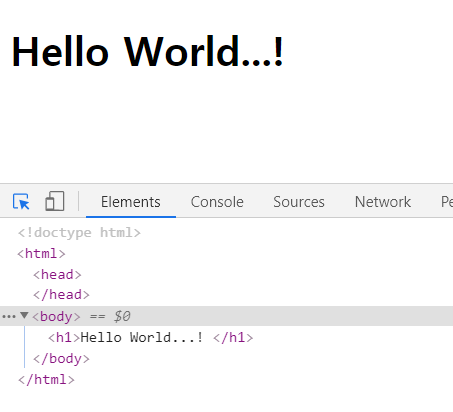 Hello World...!
Elements Console Sources Network Pe
<!doctype html>
<html>
<head>
</head>
<body> == $0
<h1>Hello World...! </h1>
</body>
</html>